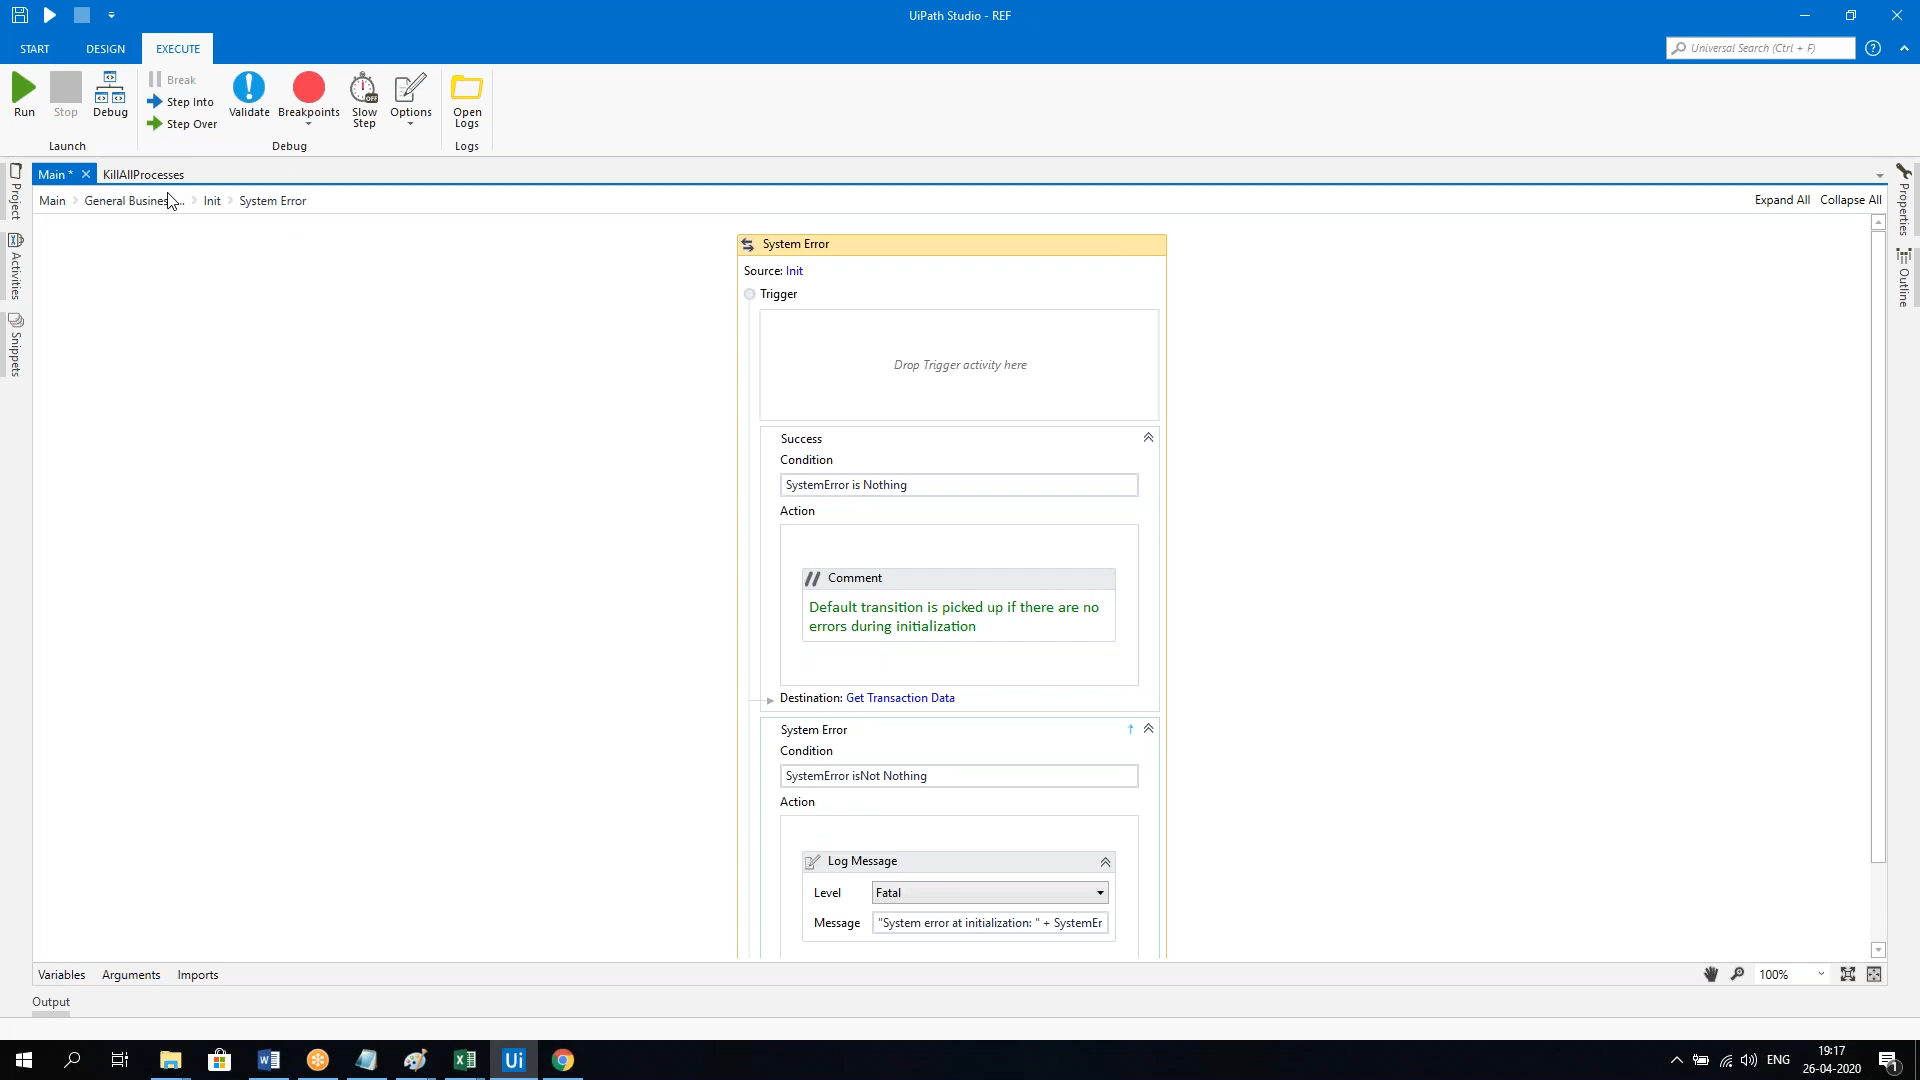 UiPath Studio - REF
START
DESIGN
EXECUTE
Universal Search (Ctrl + F)
Run
Stop
Debug
Break
Step Into
Step Over
Validate
Breakpoints
Slow
Step
Options
Open
Logs
Launch
Debug
Logs
Main *
KillAllProcesses
Main
General Busines...
Init
System Error
Expand All
Collapse All
Project
Activities
Snippets
Properties
Outline
System Error
Source: Init
Trigger
Drop Trigger activity here
Success
Condition
SystemError is Nothing
Action
Comment
Default transition is picked up if there are no
errors during initialization
Destination: Get Transaction Data
System Error
Condition
SystemError isNot Nothing
Action
Log Message
Level
Fatal
Message
"System error at initialization: " + SystemEr
Variables
Arguments
Imports
100%
Output
Ui
ENG
19:17
26-04-2020
1